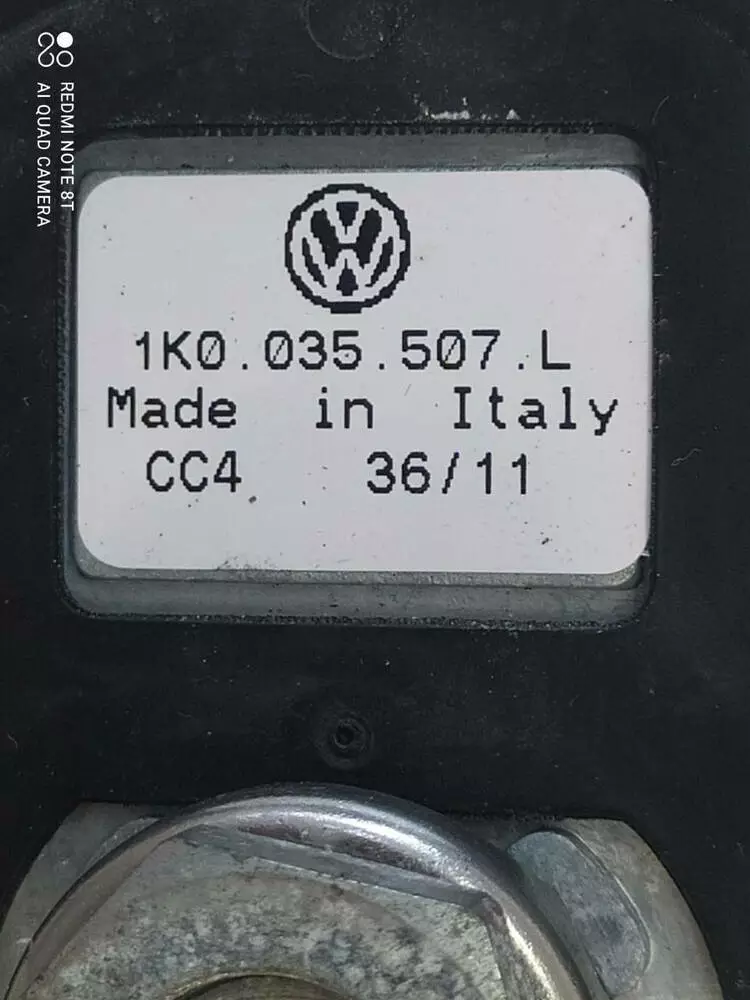 REDMI NOTE 8T
AI QUAD CAMERA
1K0.035.507.L
Made in Italy
CC4 36/11